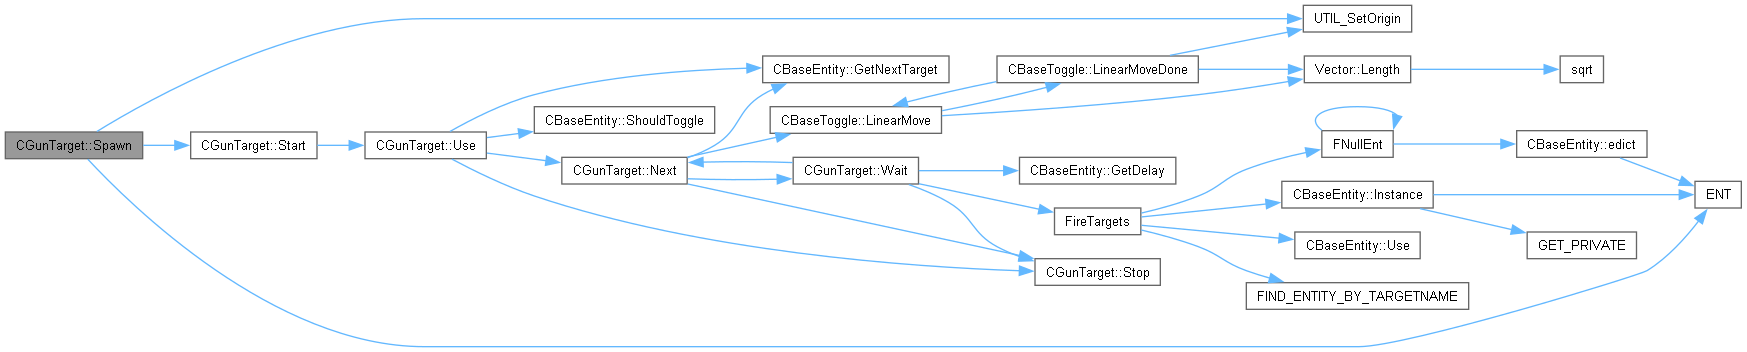 UTIL_SetOrigin
CBaseEntity::GetNextTarget
CBaseToggle::LinearMoveDone
Vector::Length
sqrt
CBaseEntity::ShouldToggle
CBaseToggle::LinearMove
CGunTarget::Spawn
CGunTarget::Start
CGunTarget::Use
FNullEnt
CBaseEntity::edict
CGunTarget::Next
CGunTarget::Wait
CBaseEntity::GetDelay
CBaseEntity::Instance
ENT
FireTargets
CBaseEntity::Use
GET_PRIVATE
CGunTarget::Stop
FIND_ENTITY_BY_TARGETNAME